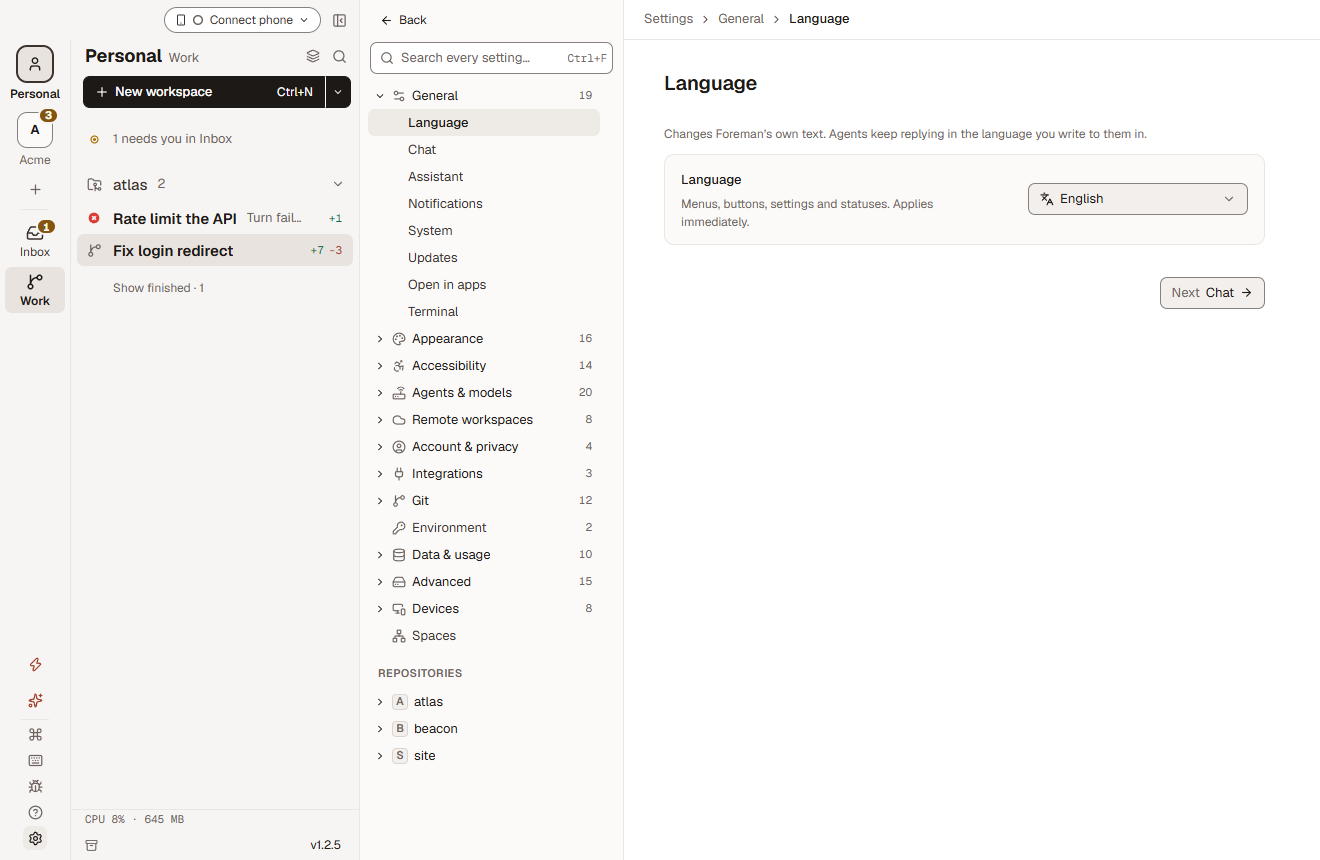 Connect phone
Personal
3
A
Acme
1
Inbox
Work
Personal Work
New workspace Ctrl+N
1 needs you in Inbox
atlas 2
Rate limit the API Turn fail... +1
Fix login redirect +7 -3
Show finished · 1
CPU 8% · 645 MB
v1.2.5
Back
Search every setting... Ctrl+F
General 19
Language
Chat
Assistant
Notifications
System
Updates
Open in apps
Terminal
Appearance 16
Accessibility 14
Agents & models 20
Remote workspaces 8
Account & privacy 4
Integrations 3
Git 12
Environment 2
Data & usage 10
Advanced 15
Devices 8
Spaces
REPOSITORIES
A atlas
B beacon
S site
Settings > General > Language
Language
Changes Foreman's own text. Agents keep replying in the language you write to them in.
Language
Menus, buttons, settings and statuses. Applies
immediately.
English
Next Chat →